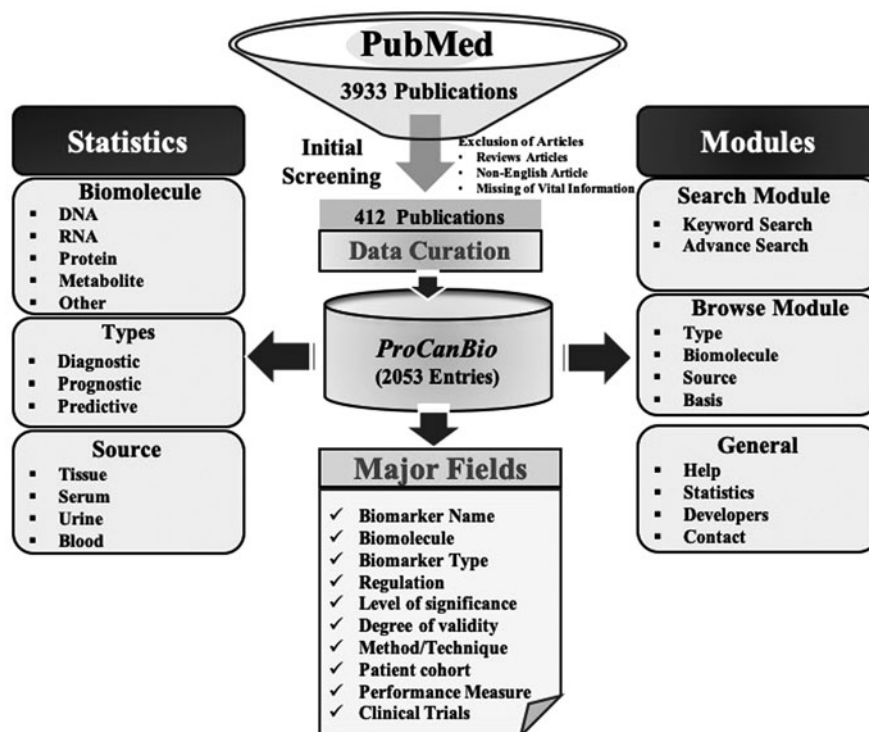 PubMed
3933 Publications
Initial
Screening
Exclusion of Articles
• Reviews Articles
• Non-English Article
• Missing of Vital Information
412 Publications
Data Curation
ProCanBio
(2053 Entries)
Statistics
Biomolecule
▪ DNA
▪ RNA
▪ Protein
▪ Metabolite
▪ Other
Types
▪ Diagnostic
▪ Prognostic
▪ Predictive
Source
▪ Tissue
▪ Serum
▪ Urine
▪ Blood
Major Fields
✓ Biomarker Name
✓ Biomolecule
✓ Biomarker Type
✓ Regulation
✓ Level of significance
✓ Degree of validity
✓ Method/Technique
✓ Patient cohort
✓ Performance Measure
✓ Clinical Trials
Modules
Search Module
▪ Keyword Search
▪ Advance Search
Browse Module
▪ Type
▪ Biomolecule
▪ Source
▪ Basis
General
▪ Help
▪ Statistics
▪ Developers
▪ Contact